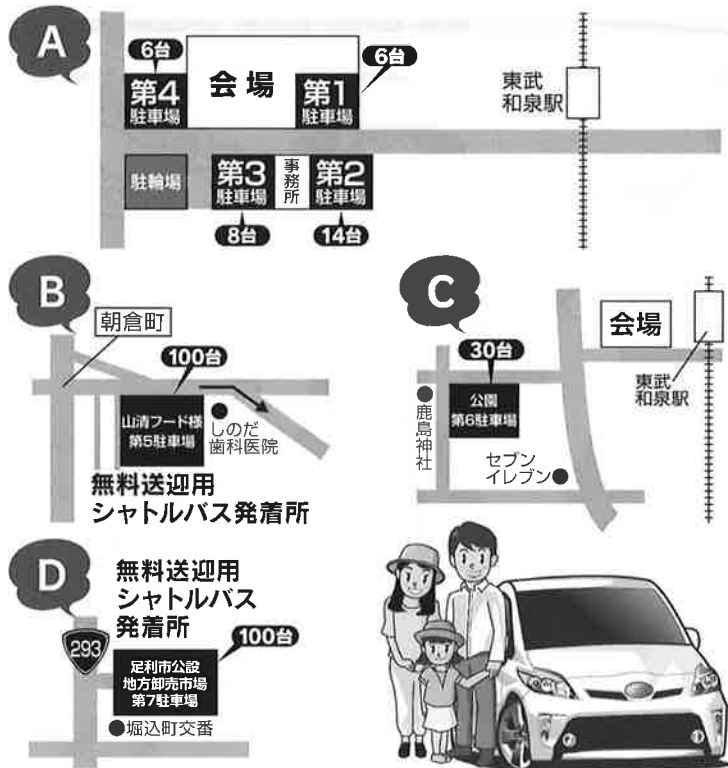 A
6台
会場
6台
第4
駐車場
第1
駐車場
東武
和泉駅
駐輪場
第3
駐車場
事務所
第2
駐車場
8台
14台
B
朝倉町
100台
山清フード様
第5駐車場
しのだ
歯科医院
無料送迎用
シャトルバス発着所
C
会場
30台
東武
和泉駅
公園
第6駐車場
鹿島神社
セブン
イレブン
D
無料送迎用
シャトルバス
発着所
293
100台
足利市公設
地方卸売市場
第7駐車場
堀込町交番